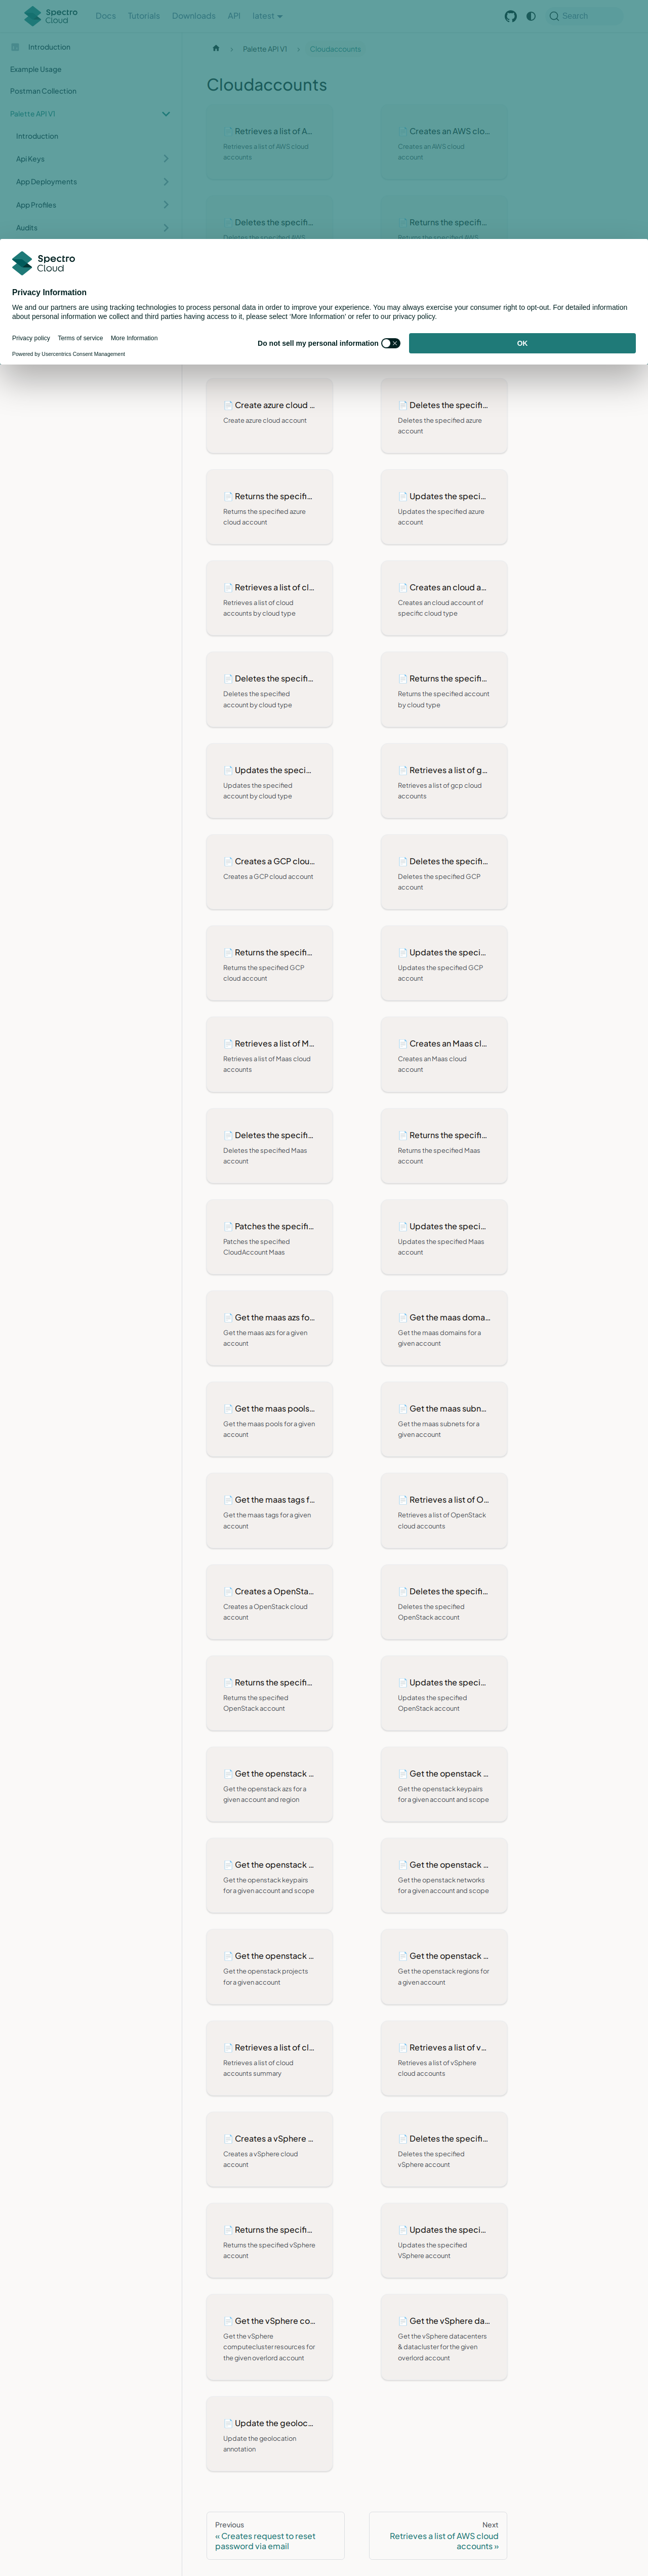 Spectro Cloud
Docs
Tutorials
Downloads
API
latest
Search
Introduction
Example Usage
Postman Collection
Palette API V1
Introduction
Api Keys
App Deployments
App Profiles
Audits
Palette API V1
Cloudaccounts
Cloudaccounts
Retrieves a list of A...
Retrieves a list of AWS cloud
accounts
Creates an AWS clo...
Creates an AWS cloud
account
Deletes the specifi...
Deletes the specified AWS
Returns the specifi...
Returns the specified AWS
Spectro
Cloud
Privacy Information
We and our partners are using tracking technologies to process personal data in order to improve your experience. You may always exercise your consumer right to opt-out. For detailed information
about personal information we collect and third parties having access to it, please select 'More Information' or refer to our privacy policy.
Privacy policy
Terms of service
More Information
Powered by Usercentrics Consent Management
Do not sell my personal information
OK
Create azure cloud ...
Create azure cloud account
Deletes the specifi...
Deletes the specified azure
account
Returns the specifi...
Returns the specified azure
cloud account
Updates the speci...
Updates the specified azure
account
Retrieves a list of cl...
Retrieves a list of cloud
accounts by cloud type
Creates an cloud a...
Creates an cloud account of
specific cloud type
Deletes the specifi...
Deletes the specified
account by cloud type
Returns the specifi...
Returns the specified account
by cloud type
Updates the speci...
Updates the specified
account by cloud type
Retrieves a list of g...
Retrieves a list of gcp cloud
accounts
Creates a GCP clou...
Creates a GCP cloud account
Deletes the specifi...
Deletes the specified GCP
account
Returns the specifi...
Returns the specified GCP
cloud account
Updates the speci...
Updates the specified GCP
account
Retrieves a list of M...
Retrieves a list of Maas cloud
accounts
Creates an Maas cl...
Creates an Maas cloud
account
Deletes the specifi...
Deletes the specified Maas
account
Returns the specifi...
Returns the specified Maas
account
Patches the specifi...
Patches the specified
CloudAccount Maas
Updates the speci...
Updates the specified Maas
account
Get the maas azs fo...
Get the maas azs for a given
account
Get the maas doma...
Get the maas domains for a
given account
Get the maas pools...
Get the maas pools for a given
account
Get the maas subn...
Get the maas subnets for a
given account
Get the maas tags f...
Get the maas tags for a given
account
Retrieves a list of O...
Retrieves a list of OpenStack
cloud accounts
Creates a OpenSta...
Creates a OpenStack cloud
account
Deletes the specifi...
Deletes the specified
OpenStack account
Returns the specifi...
Returns the specified
OpenStack account
Updates the speci...
Updates the specified
OpenStack account
Get the openstack ...
Get the openstack azs for a
given account and region
Get the openstack ...
Get the openstack keypairs
for a given account and scope
Get the openstack ...
Get the openstack keypairs
for a given account and scope
Get the openstack ...
Get the openstack networks
for a given account and scope
Get the openstack ...
Get the openstack projects
for a given account
Get the openstack ...
Get the openstack regions for
a given account
Retrieves a list of cl...
Retrieves a list of cloud
accounts summary
Retrieves a list of v...
Retrieves a list of vSphere
cloud accounts
Creates a vSphere ...
Creates a vSphere cloud
account
Deletes the specifi...
Deletes the specified
vSphere account
Returns the specifi...
Returns the specified vSphere
account
Updates the speci...
Updates the specified
VSphere account
Get the vSphere co...
Get the vSphere
computecluster resources for
the given overlord account
Get the vSphere da...
Get the vSphere datacenters
& datacluster for the given
overlord account
Update the geoloc...
Update the geolocation
annotation
Previous
« Creates request to reset
password via email
Next
Retrieves a list of AWS cloud
accounts »